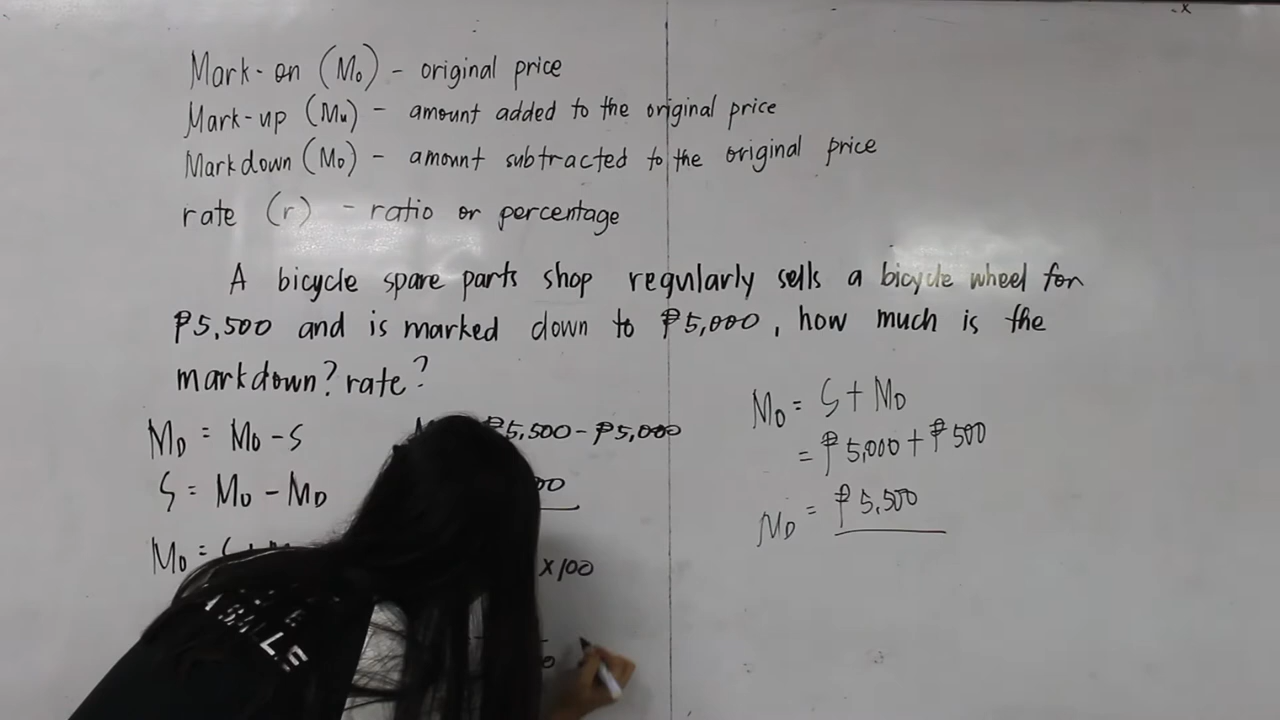 Mark-on (Mo) - original price
Mark-up (Mu) - amount added to the original price
Markdown (MD) - amount subtracted to the original price
rate (r) - ratio or percentage
A bicycle spare parts shop regularly sells a bicycle wheel for
₱5,500 and is marked down to ₱5,000, how much is the
markdown? rate?
MD = Mo - S
S = Mo - MD
Mo =
₱5,500 - ₱5,000
x 100
Mo = S + MD
= ₱5,000 + ₱500
MD = ₱5,500